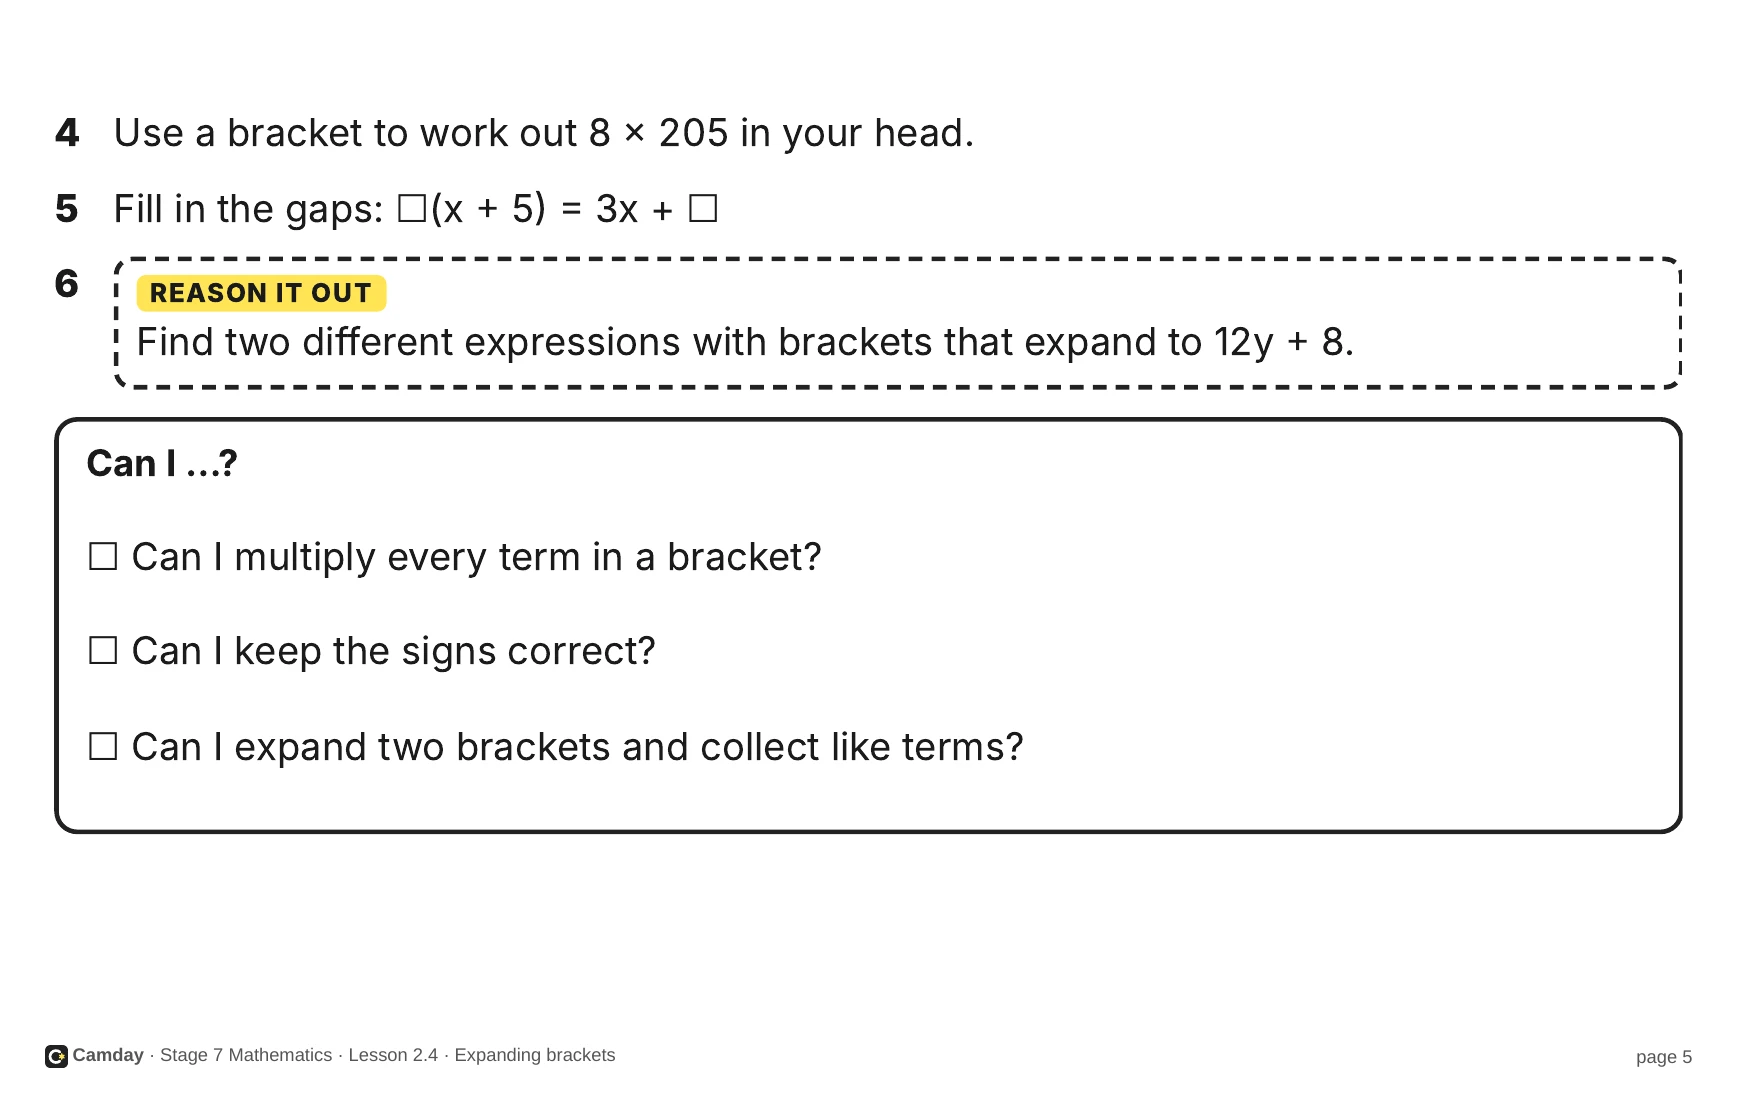 4 Use a bracket to work out 8 × 205 in your head.
5 Fill in the gaps: ☐(x + 5) = 3x + ☐
6
REASON IT OUT
Find two different expressions with brackets that expand to 12y + 8.
Can I …?
☐ Can I multiply every term in a bracket?
☐ Can I keep the signs correct?
☐ Can I expand two brackets and collect like terms?
Camday · Stage 7 Mathematics · Lesson 2.4 · Expanding brackets
page 5